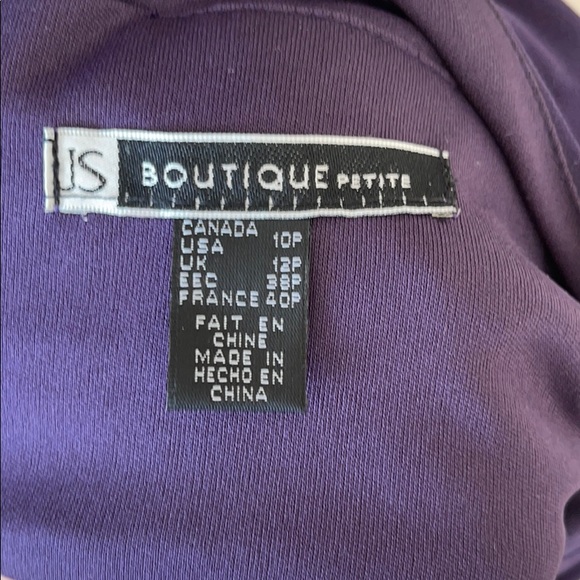 JS BOUTIQUE PETITE
CANADA
USA 10P
UK 12P
EEC 38P
FRANCE 40P
FAIT EN
CHINE
MADE IN
HECHO EN
CHINA